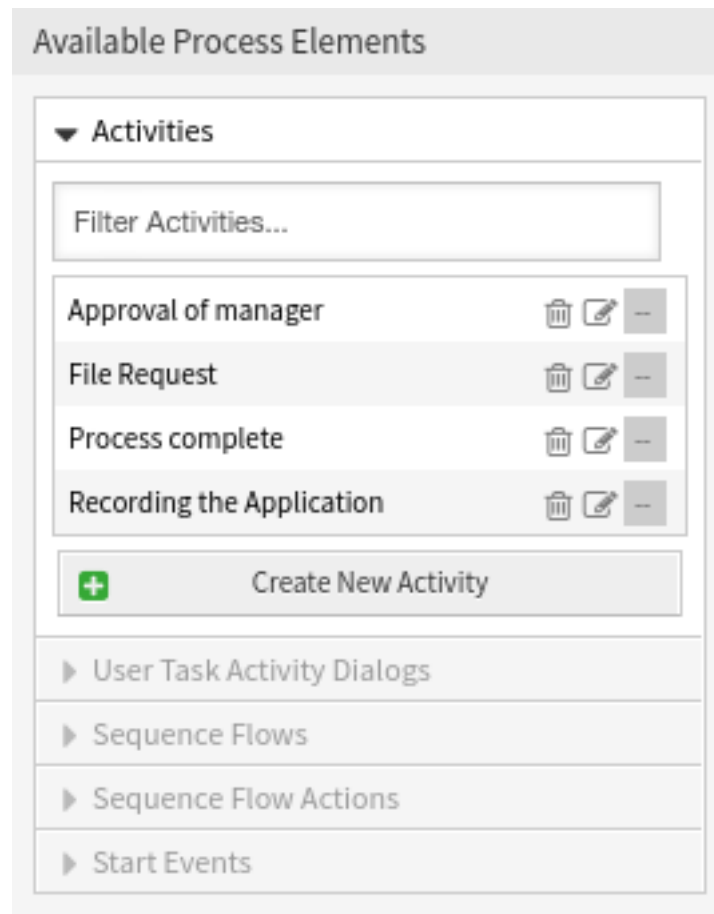 Available Process Elements
Activities
Filter Activities...
Approval of manager
--
File Request
--
Process complete
--
Recording the Application
--
Create New Activity
User Task Activity Dialogs
Sequence Flows
Sequence Flow Actions
Start Events